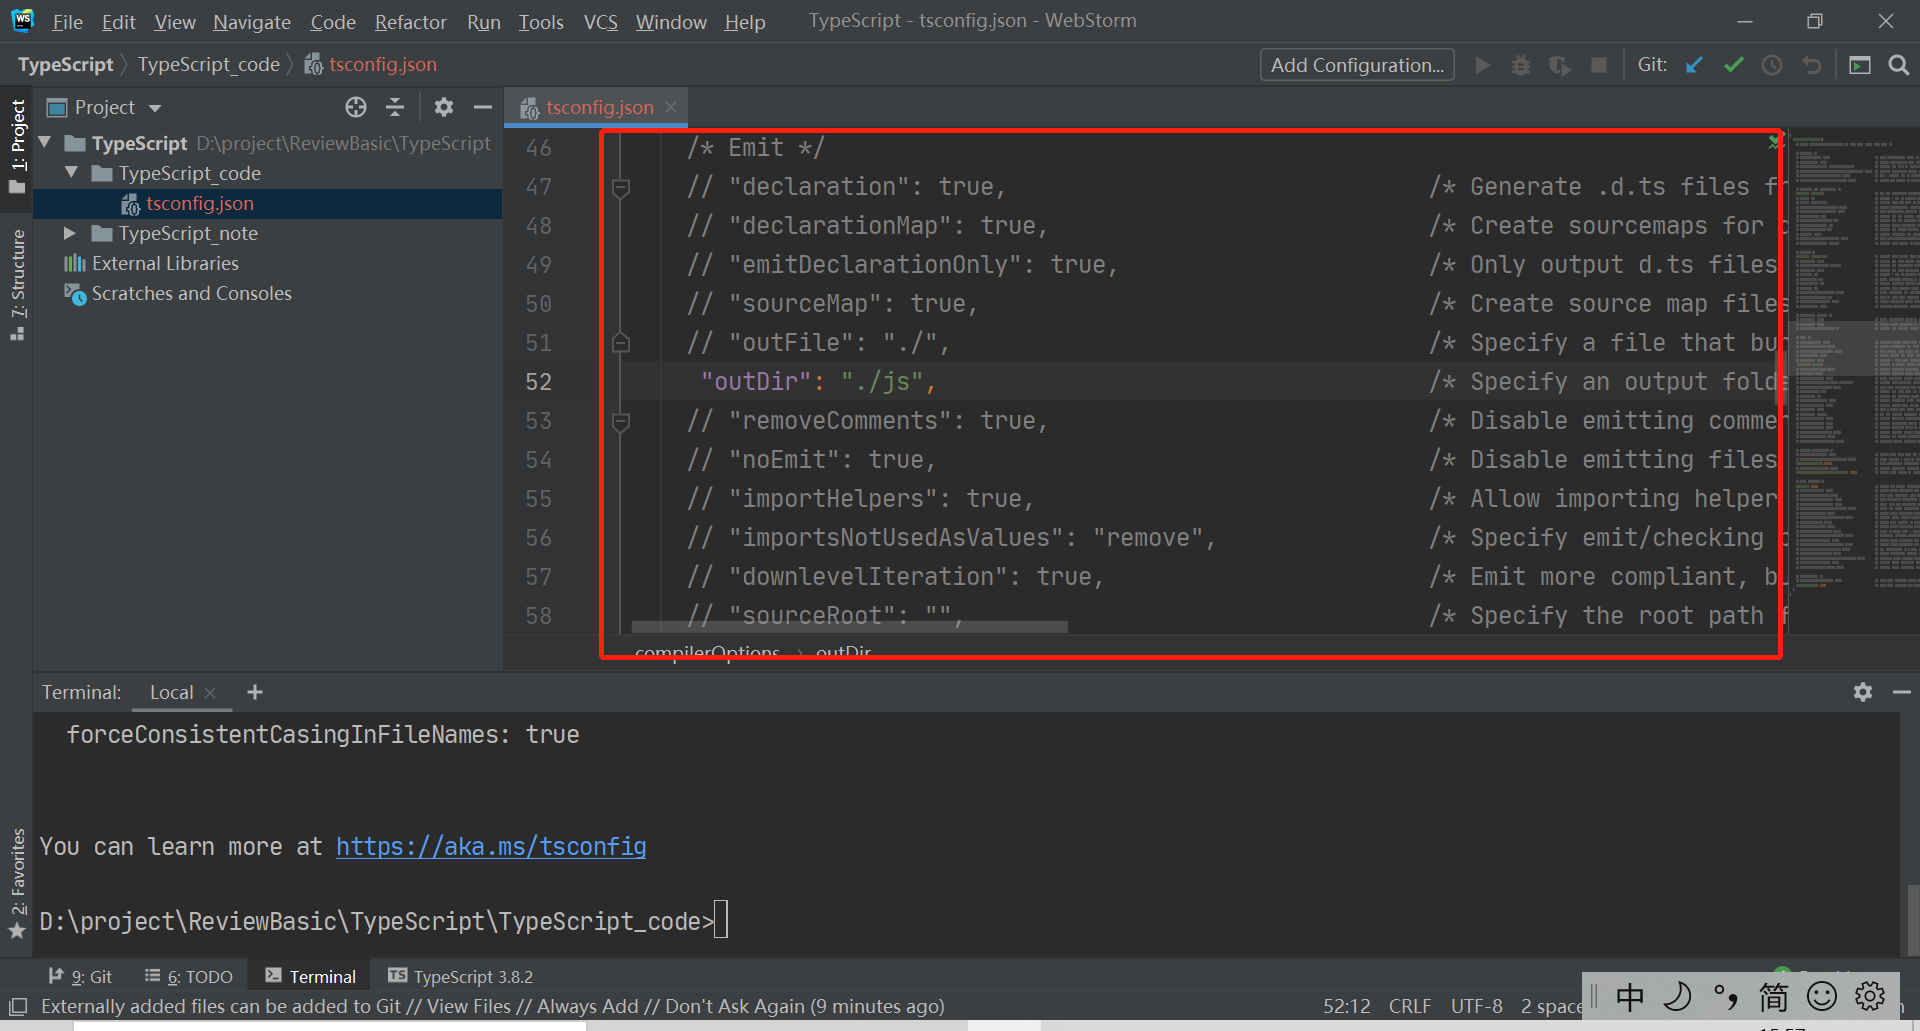 File Edit View Navigate Code Refactor Run Tools VCS Window Help TypeScript - tsconfig.json - WebStorm
TypeScript TypeScript_code tsconfig.json Add Configuration... Git:
1: Project
7: Structure
2: Favorites
Project
TypeScript D:\project\ReviewBasic\TypeScript
TypeScript_code
tsconfig.json
TypeScript_note
External Libraries
Scratches and Consoles
tsconfig.json
46 /* Emit */
47 // "declaration": true, /* Generate .d.ts files
48 // "declarationMap": true, /* Create sourcemaps for
49 // "emitDeclarationOnly": true, /* Only output d.ts files
50 // "sourceMap": true, /* Create source map files
51 // "outFile": "./", /* Specify a file that bu
52 "outDir": "./js", /* Specify an output folde
53 // "removeComments": true, /* Disable emitting comme
54 // "noEmit": true, /* Disable emitting files
55 // "importHelpers": true, /* Allow importing helper
56 // "importsNotUsedAsValues": "remove", /* Specify emit/checking
57 // "downlevelIteration": true, /* Emit more compliant, bu
58 // "sourceRoot": "", /* Specify the root path
compilerOptions outDir
Terminal: Local
forceConsistentCasingInFileNames: true
You can learn more at https://aka.ms/tsconfig
D:\project\ReviewBasic\TypeScript\TypeScript_code>
9: Git 6: TODO Terminal TypeScript 3.8.2
Externally added files can be added to Git // View Files // Always Add // Don't Ask Again (9 minutes ago) 52:12 CRLF UTF-8 2 space
中 °, 简